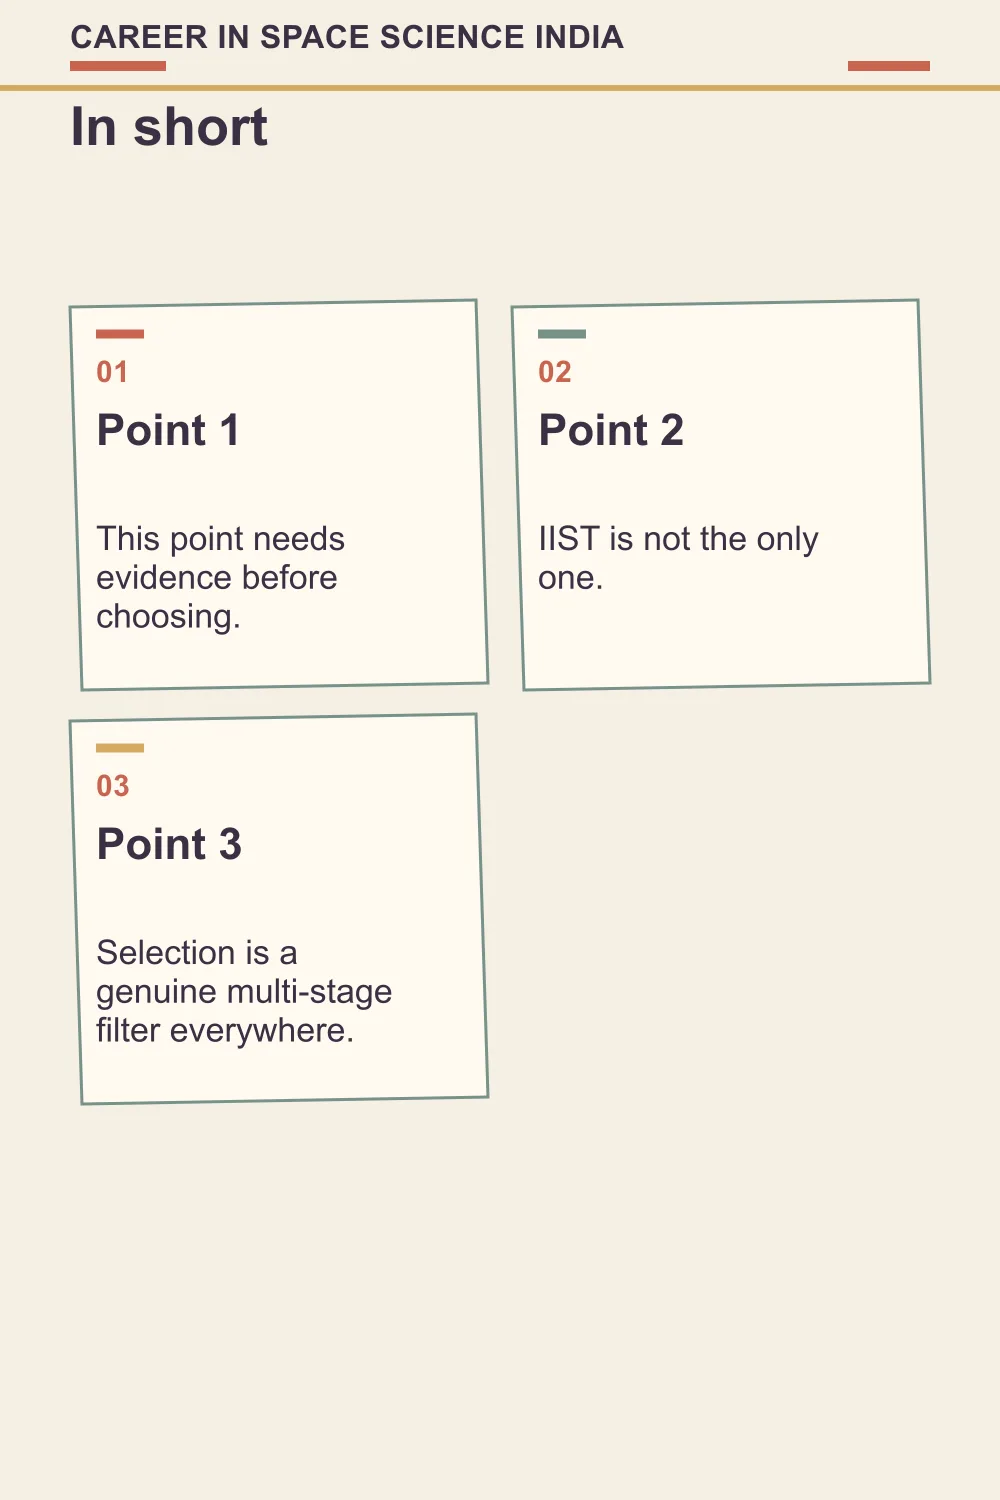 CAREER IN SPACE SCIENCE INDIA
In short
01
Point 1
This point needs
evidence before
choosing.
02
Point 2
IIST is not the only
one.
03
Point 3
Selection is a
genuine multi-stage
filter everywhere.